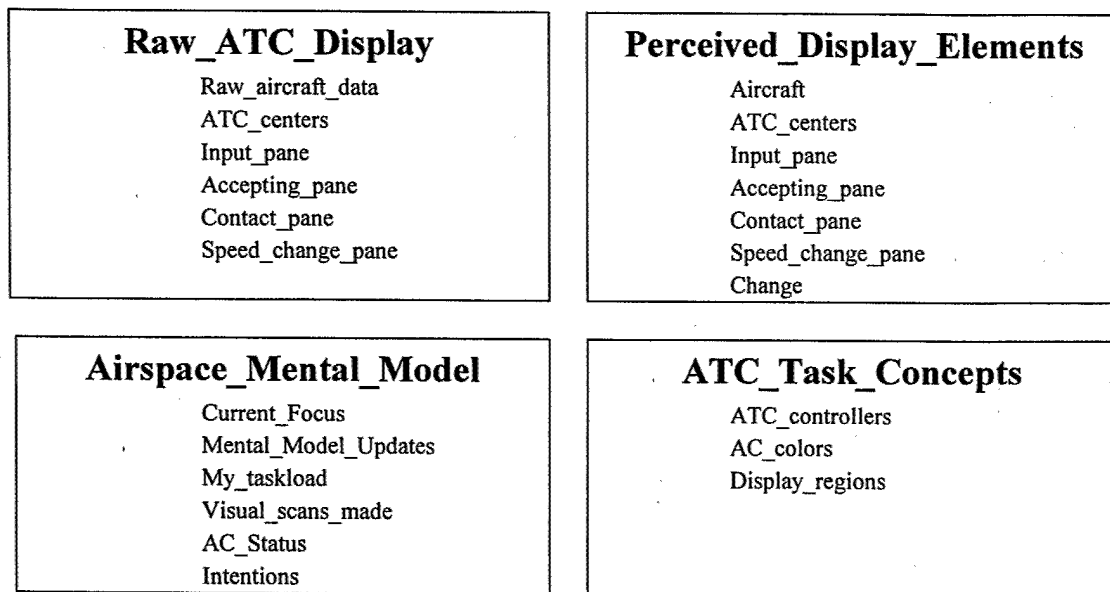 Raw_ATC_Display
Raw_aircraft_data
ATC_centers
Input_pane
Accepting_pane
Contact_pane
Speed_change_pane
Perceived_Display_Elements
Aircraft
ATC_centers
Input_pane
Accepting_pane
Contact_pane
Speed_change_pane
Change
Airspace_Mental_Model
Current_Focus
Mental_Model_Updates
My_taskload
Visual_scans_made
AC_Status
Intentions
ATC_Task_Concepts
ATC_controllers
AC_colors
Display_regions